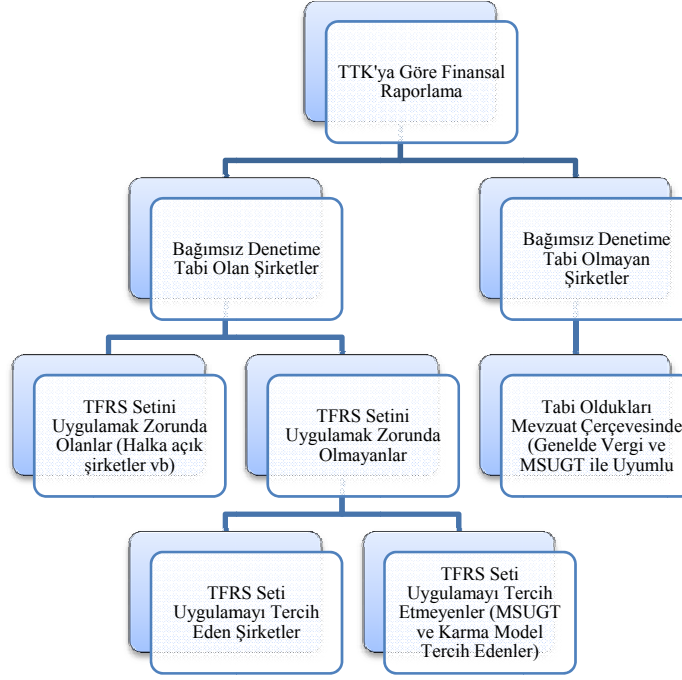 TTK'ya Göre Finansal
Raporlama
Bağımsız Denetime
Tabi Olan Şirketler
Bağımsız Denetime
Tabi Olmayan
Şirketler
TFRS Setini
Uygulamak Zorunda
Olanlar (Halka açık
şirketler vb)
TFRS Setini
Uygulamak Zorunda
Olmayanlar
Tabi Oldukları
Mevzuat Çerçevesinde
(Genelde Vergi ve
MSUGT ile Uyumlu
TFRS Seti
Uygulamayı Tercih
Eden Şirketler
TFRS Seti
Uygulamayı Tercih
Etmeyenler (MSUGT
ve Karma Model
Tercih Edenler)